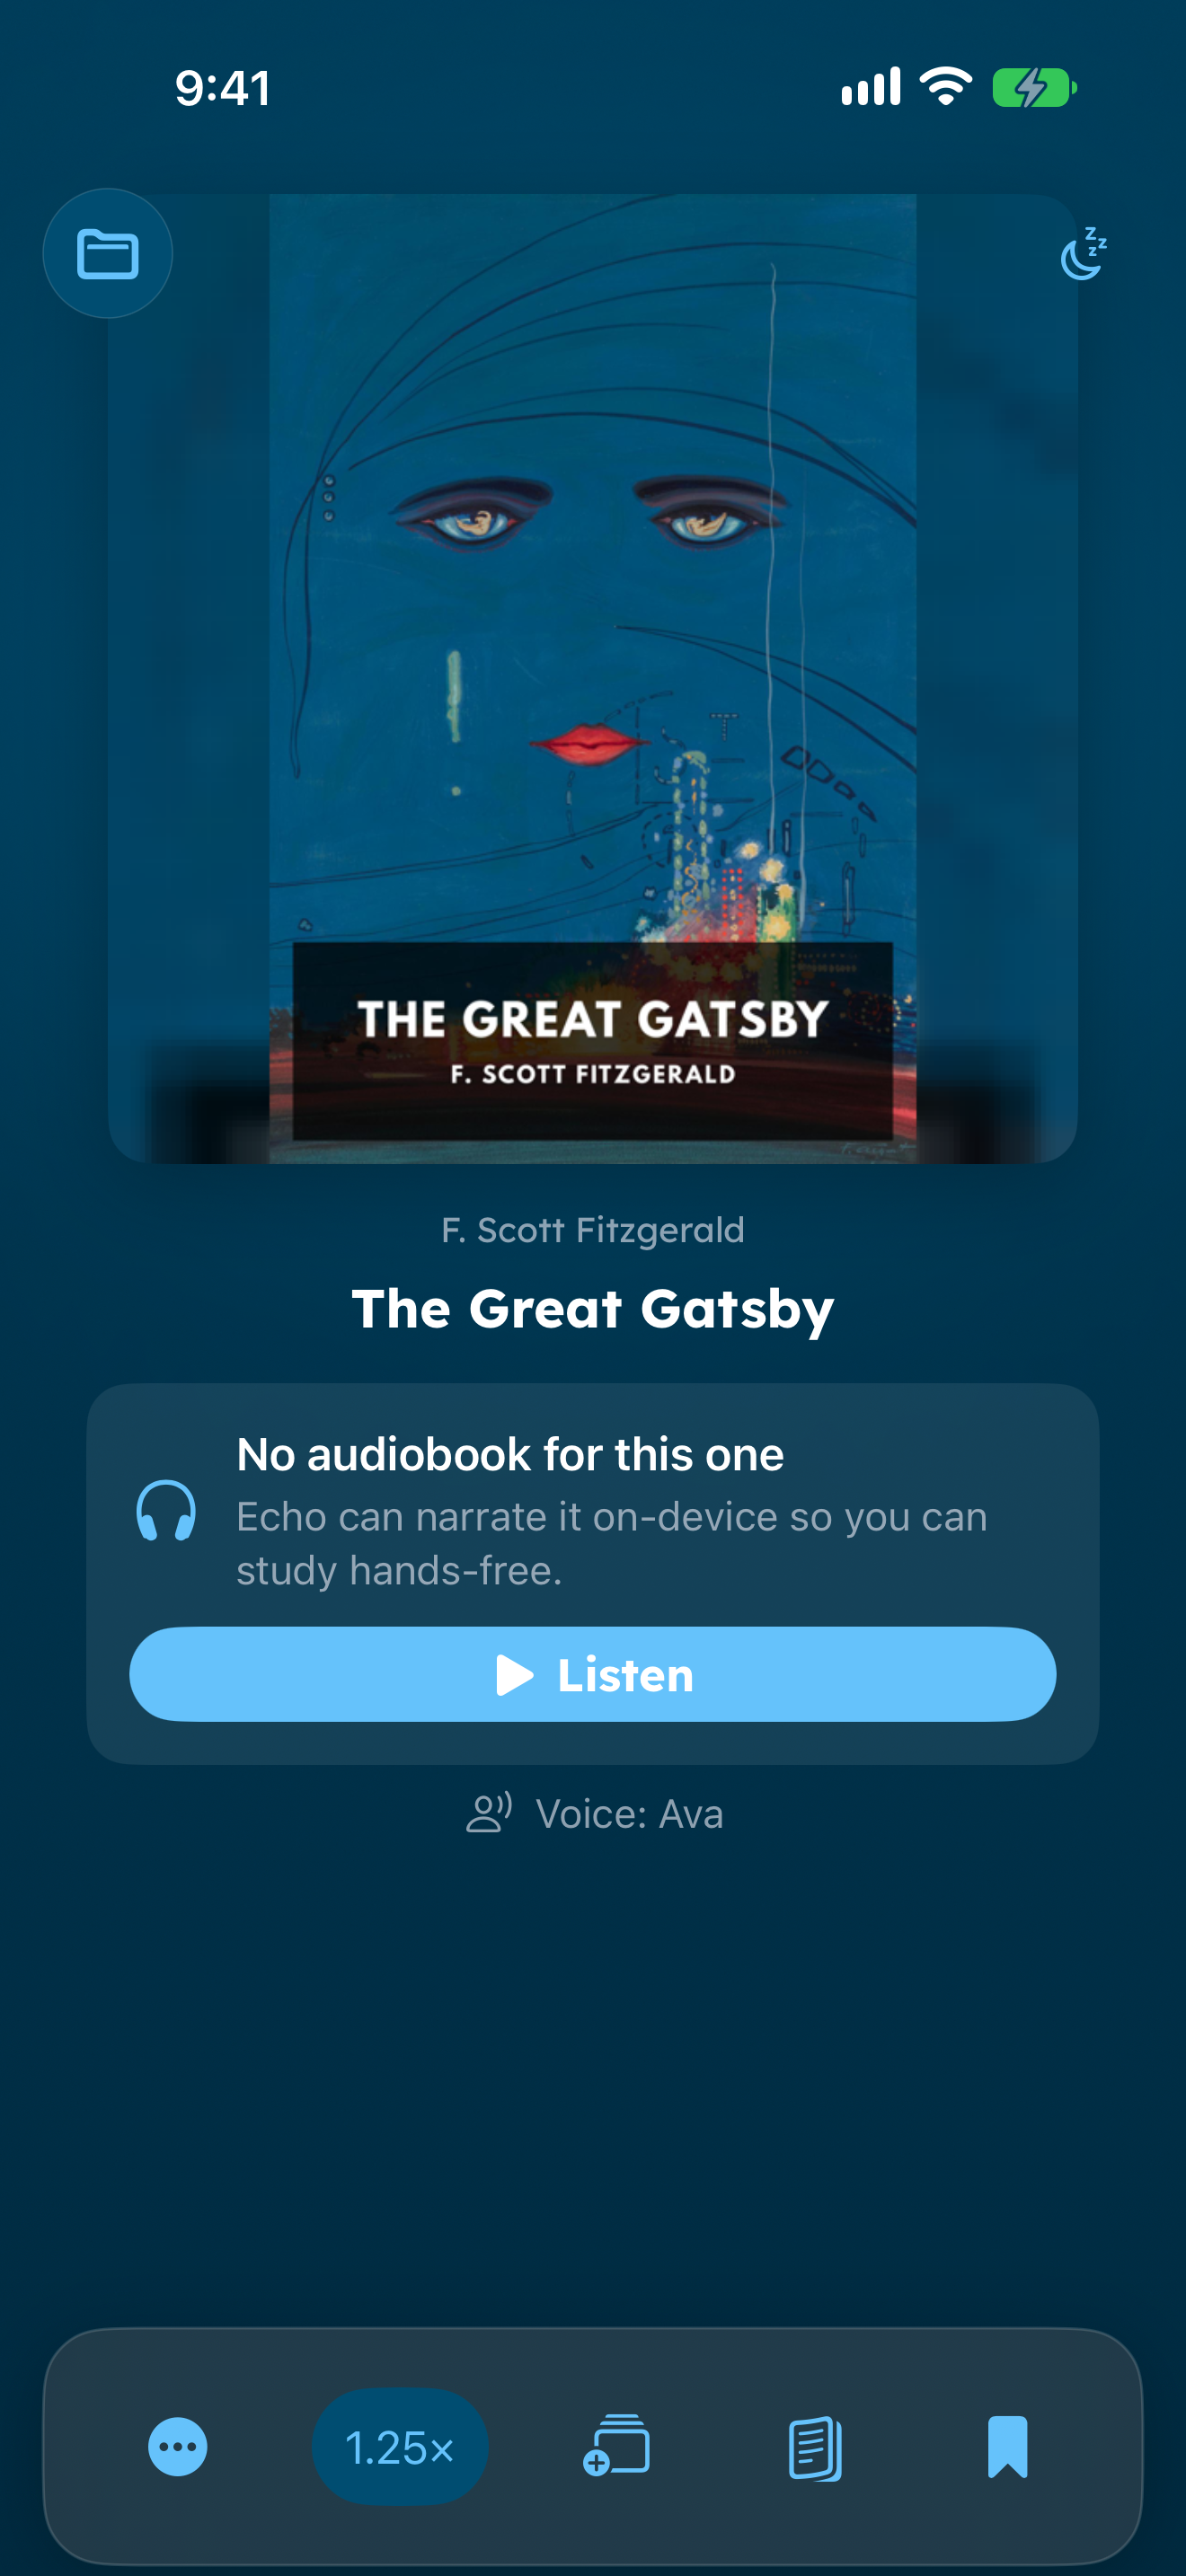 9:41
THE GREAT GATSBY
F. SCOTT FITZGERALD
F. Scott Fitzgerald
The Great Gatsby
No audiobook for this one
Echo can narrate it on-device so you can
study hands-free.
Listen
Voice: Ava
1.25×